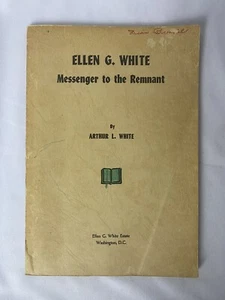 ELLEN G. WHITE
Messenger to the Remnant
By
ARTHUR L. WHITE
Ellen G. White Estate
Washington, D.C.